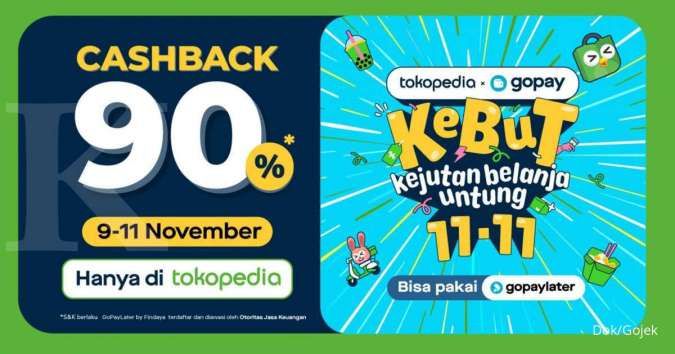 CASHBACK
90%*
9-11 November
Hanya di tokopedia
*S&K berlaku GoPayLater by Findaya terdaftar dan diawasi oleh Otoritas Jasa Keuangan
tokopedia x gopay
KeBUT
kejutan belanja
untung
11.11
Bisa pakai gopaylater
Dok/Gojek
K